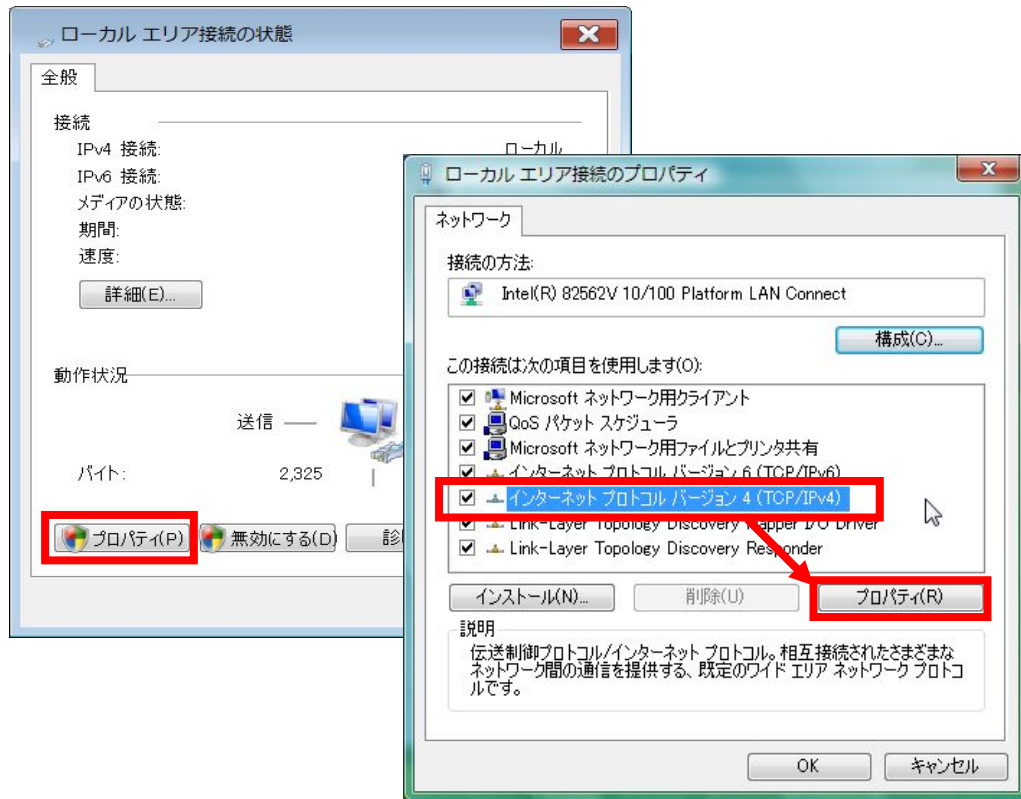 ローカル エリア接続の状態
全般
接続
IPv4 接続:
ローカル
IPv6 接続:
メディアの状態:
期間:
速度:
詳細(E)...
動作状況
送信
バイト:
2,325
プロパティ(P)
無効にする(D)
ローカル エリア接続のプロパティ
ネットワーク
接続の方法:
Intel(R) 82562V 10/100 Platform LAN Connect
構成(C)...
この接続は次の項目を使用します(O):
Microsoft ネットワーク用クライアント
QoS パケット スケジューラ
Microsoft ネットワーク用ファイルとプリンタ共有
インターネット プロトコル バージョン 6 (TCP/IPv6)
インターネット プロトコル バージョン 4 (TCP/IPv4)
Link-Layer Topology Discovery Mapper I/O Driver
Link-Layer Topology Discovery Responder
インストール(N)...
削除(U)
プロパティ(R)
説明
伝送制御プロトコル/インターネット プロトコル。相互接続されたさまざまな
ネットワーク間の通信を提供する、既定のワイド エリア ネットワーク プロトコ
ルです。
OK
キャンセル